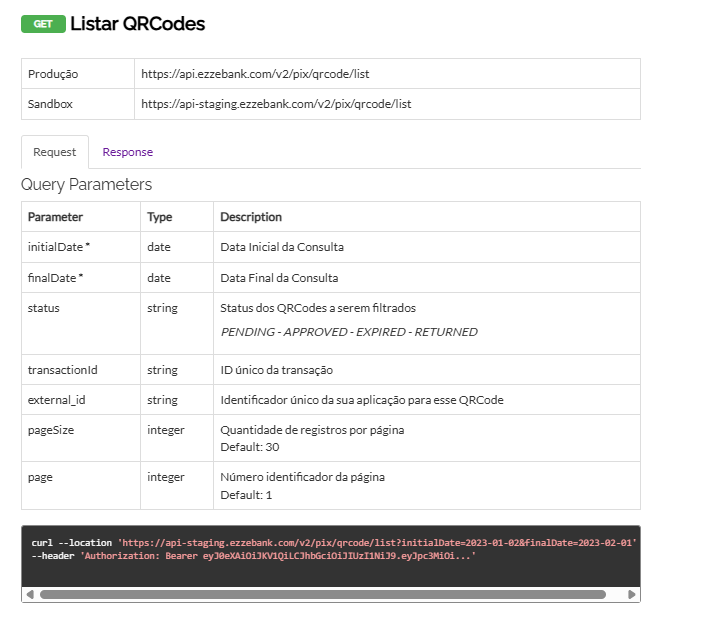 GET Listar QRCodes
Produção https://api.ezzebank.com/v2/pix/qrcode/list
Sandbox https://api-staging.ezzebank.com/v2/pix/qrcode/list
Request Response
Query Parameters
Parameter Type Description
initialDate * date Data Inicial da Consulta
finalDate * date Data Final da Consulta
status string Status dos QRCodes a serem filtrados
PENDING - APPROVED - EXPIRED - RETURNED
transactionId string ID único da transação
external_id string Identificador único da sua aplicação para esse QRCode
pageSize integer Quantidade de registros por página
Default: 30
page integer Número identificador da página
Default: 1
curl --location 'https://api-staging.ezzebank.com/v2/pix/qrcode/list?initialDate=2023-01-02&finalDate=2023-02-01'
--header 'Authorization: Bearer eyJ0eXAiOiJKV1QiLCJhbGciOiJIUzI1NiJ9.eyJpc3MiOi...'